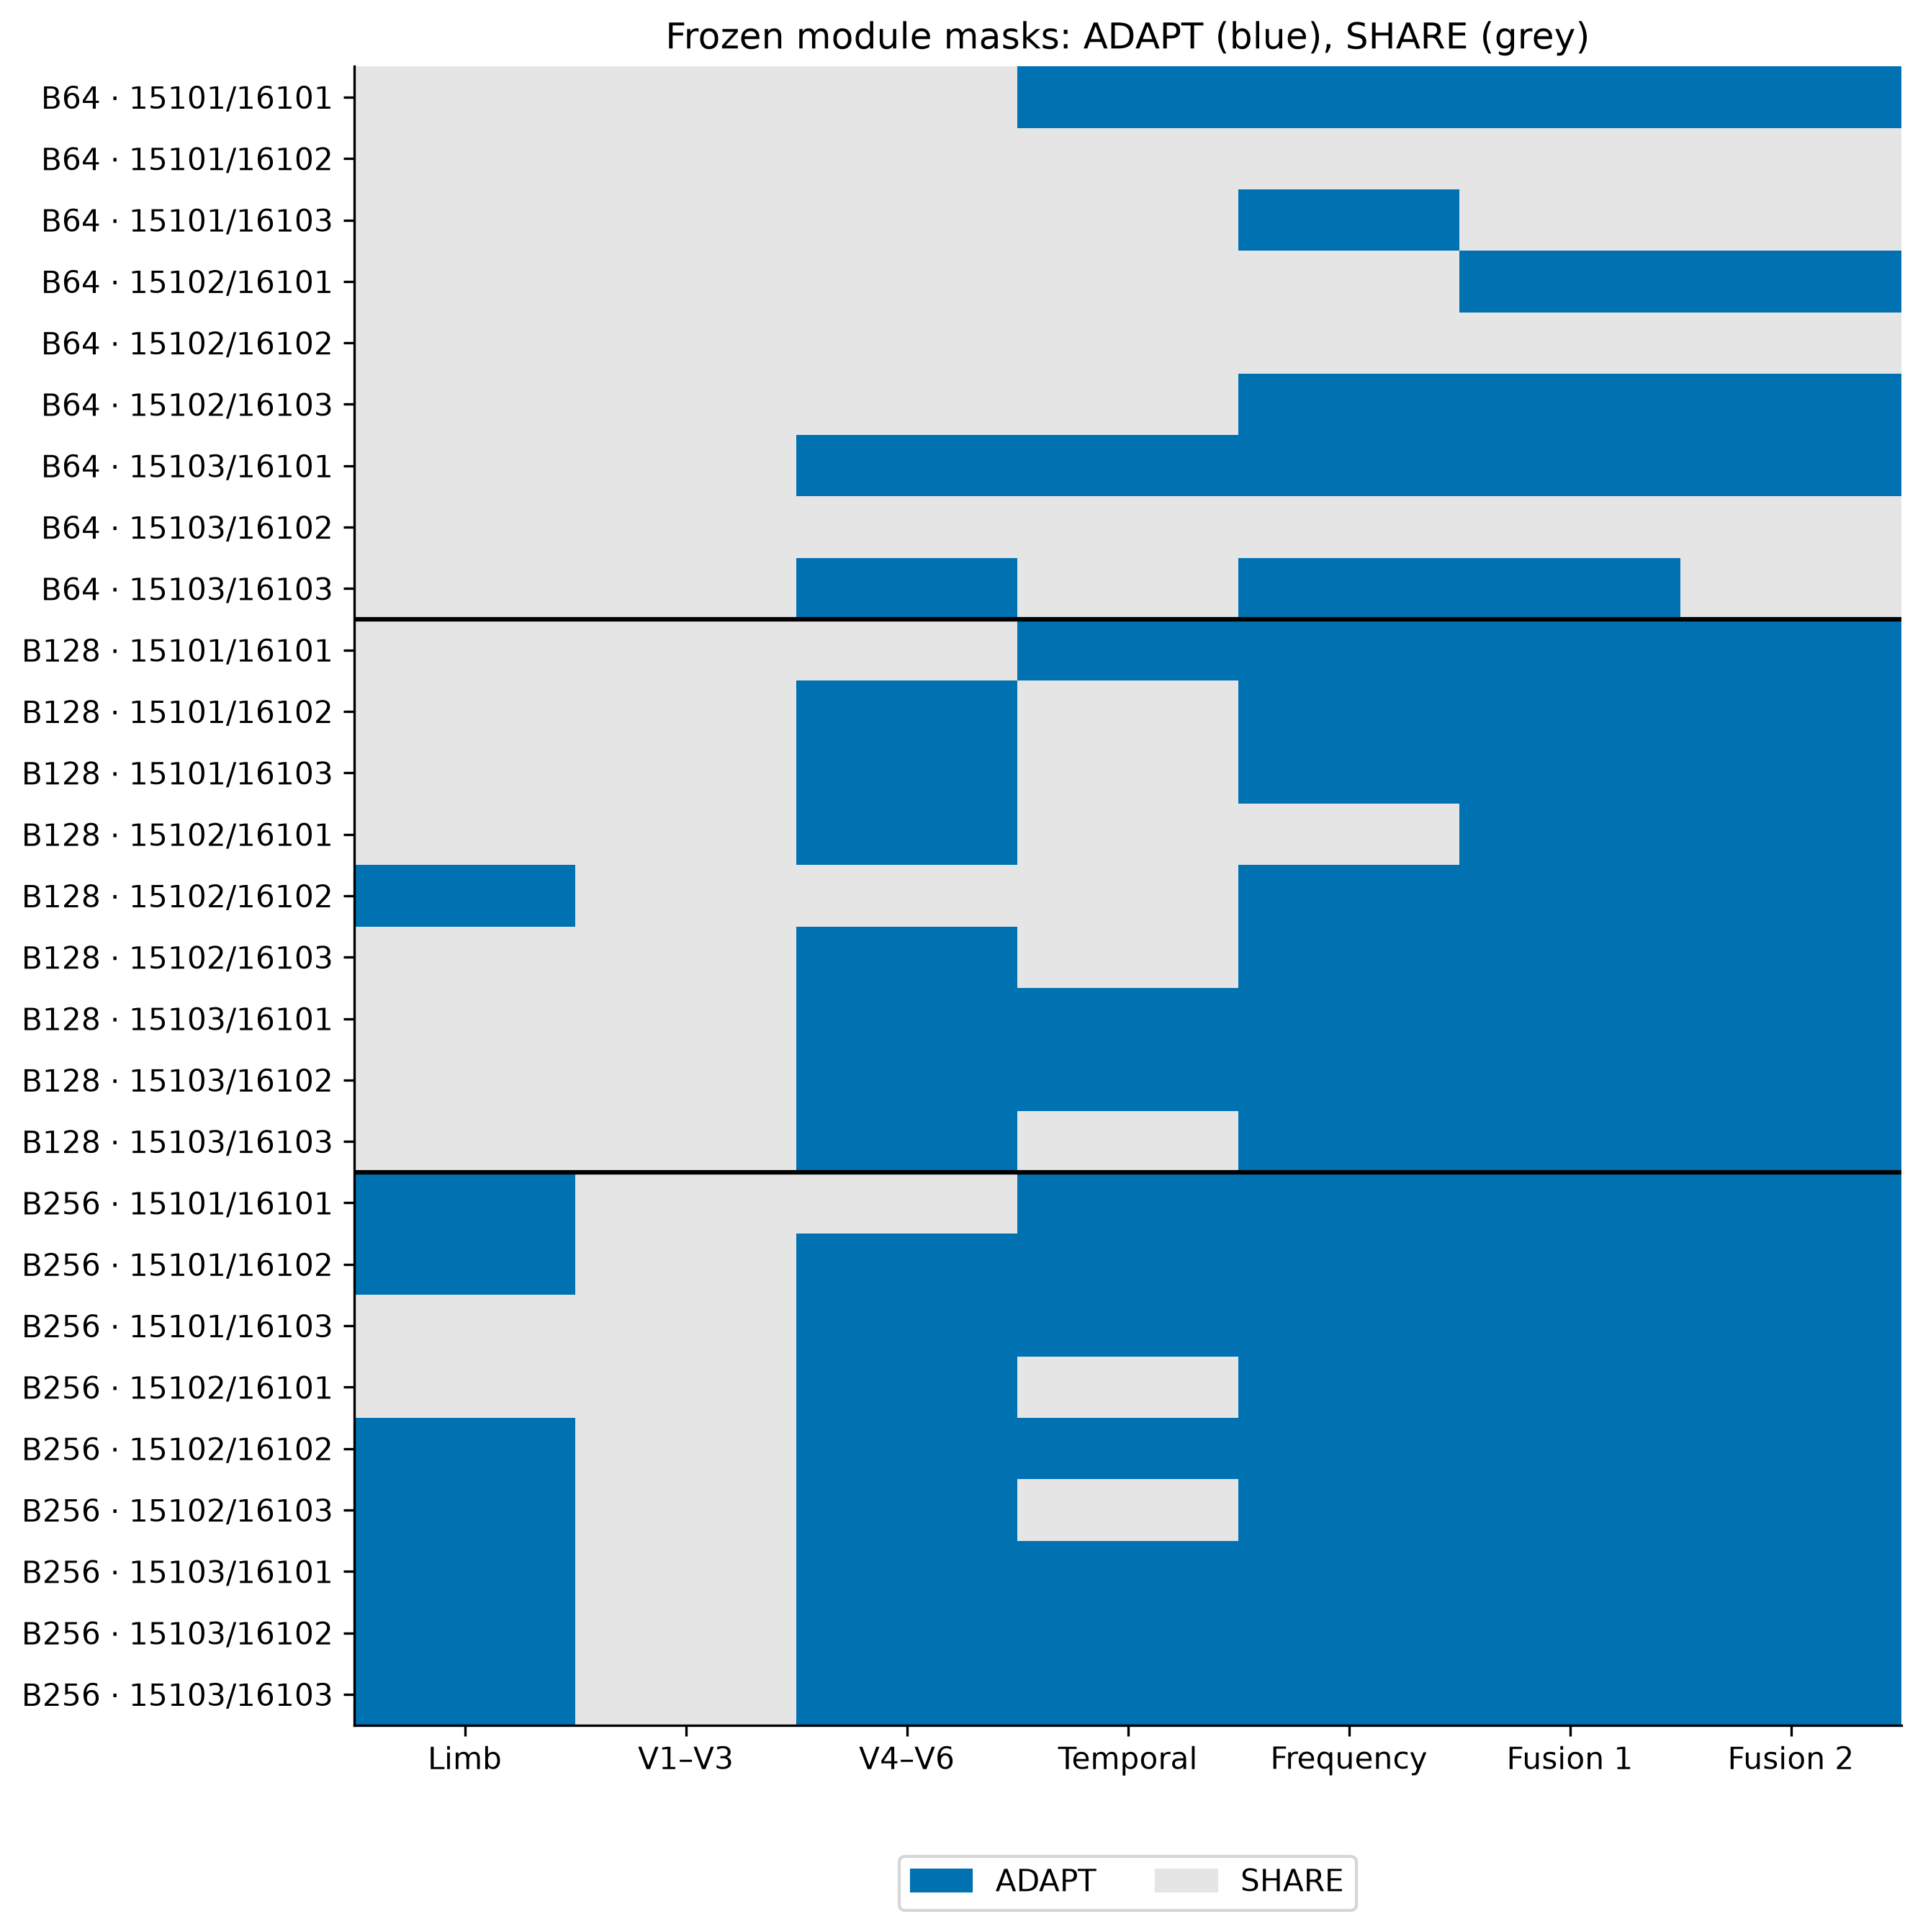 Frozen module masks: ADAPT (blue), SHARE (grey)
B64 · 15101/16101
B64 · 15101/16102
B64 · 15101/16103
B64 · 15102/16101
B64 · 15102/16102
B64 · 15102/16103
B64 · 15103/16101
B64 · 15103/16102
B64 · 15103/16103
B128 · 15101/16101
B128 · 15101/16102
B128 · 15101/16103
B128 · 15102/16101
B128 · 15102/16102
B128 · 15102/16103
B128 · 15103/16101
B128 · 15103/16102
B128 · 15103/16103
B256 · 15101/16101
B256 · 15101/16102
B256 · 15101/16103
B256 · 15102/16101
B256 · 15102/16102
B256 · 15102/16103
B256 · 15103/16101
B256 · 15103/16102
B256 · 15103/16103
Limb V1–V3 V4–V6 Temporal Frequency Fusion 1 Fusion 2
ADAPT SHARE